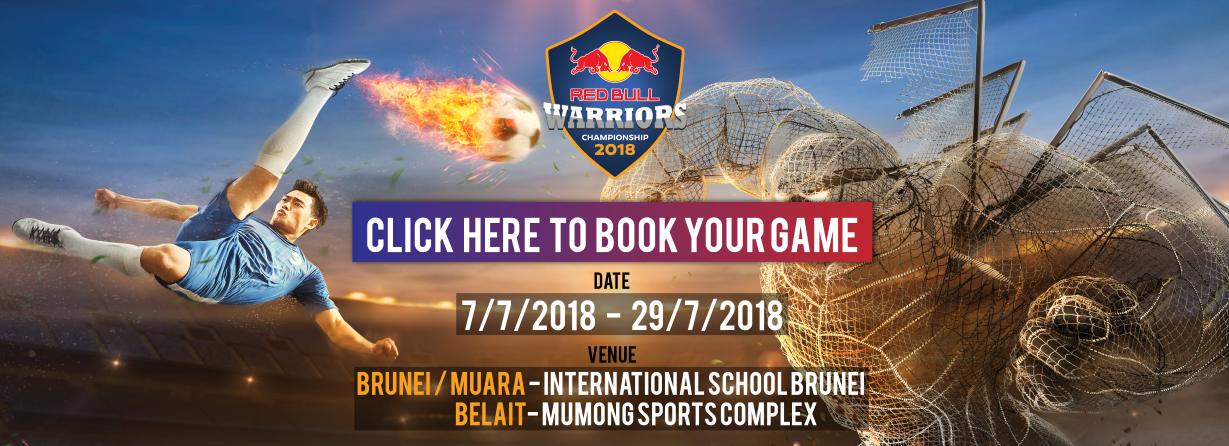 RED BULL
WARRIORS
CHAMPIONSHIP
2018
CLICK HERE TO BOOK YOUR GAME
DATE
7/7/2018 - 29/7/2018
VENUE
BRUNEI / MUARA - INTERNATIONAL SCHOOL BRUNEI
BELAIT - MUMONG SPORTS COMPLEX